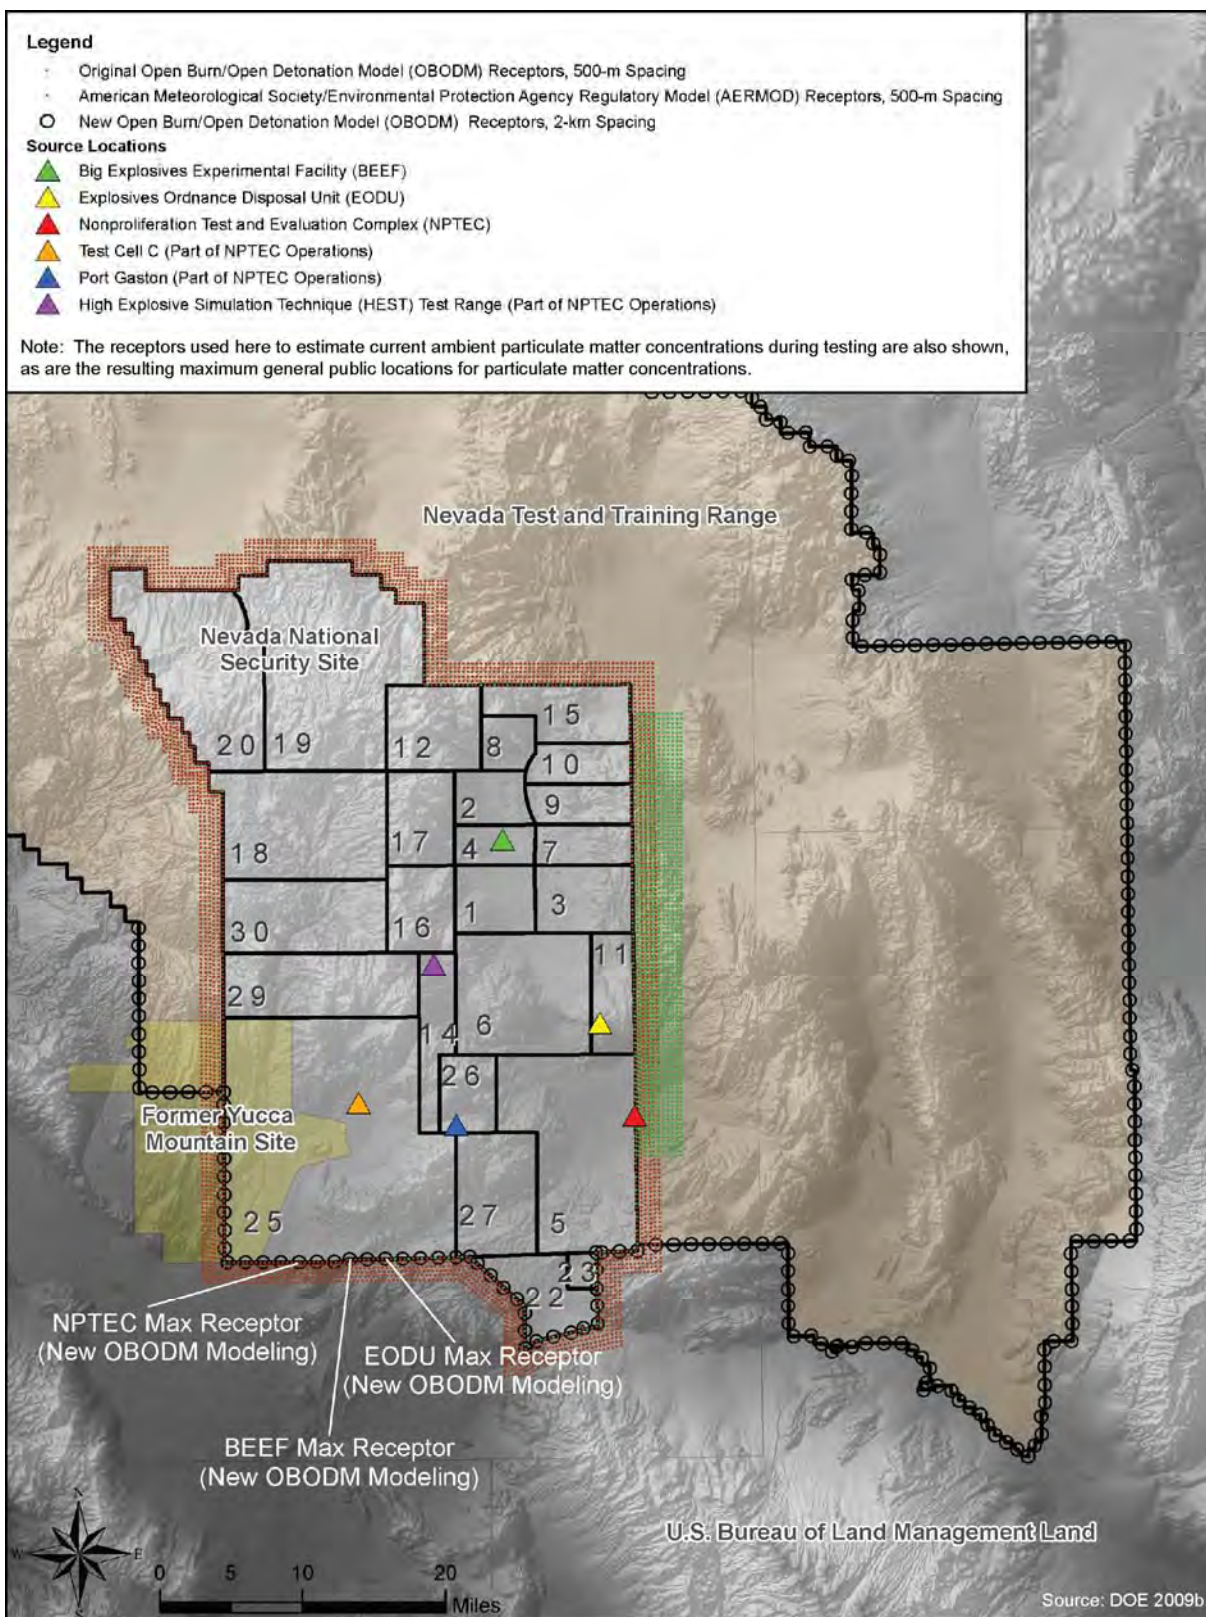 Legend
Original Open Burn/Open Detonation Model (OBODM) Receptors, 500-m Spacing
American Meteorological Society/Environmental Protection Agency Regulatory Model (AERMOD) Receptors, 500-m Spacing
New Open Burn/Open Detonation Model (OBODM) Receptors, 2-km Spacing
Source Locations
Big Explosives Experimental Facility (BEEF)
Explosives Ordnance Disposal Unit (EODU)
Nonproliferation Test and Evaluation Complex (NPTEC)
Test Cell C (Part of NPTEC Operations)
Port Gaston (Part of NPTEC Operations)
High Explosive Simulation Technique (HEST) Test Range (Part of NPTEC Operations)
Note: The receptors used here to estimate current ambient particulate matter concentrations during testing are also shown,
as are the resulting maximum general public locations for particulate matter concentrations.
Nevada Test and Training Range
Nevada National
Security Site
15
20
19
12
8
10
2
9
18
17
4
7
30
16
1
3
11
29
14
6
26
Former Yucca
Mountain Site
25
27
5
23
22
NPTEC Max Receptor
(New OBODM Modeling)
EODU Max Receptor
(New OBODM Modeling)
BEEF Max Receptor
(New OBODM Modeling)
U.S. Bureau of Land Management Land
N
W
E
S
0 5 10 20
Miles
Source: DOE 2009b